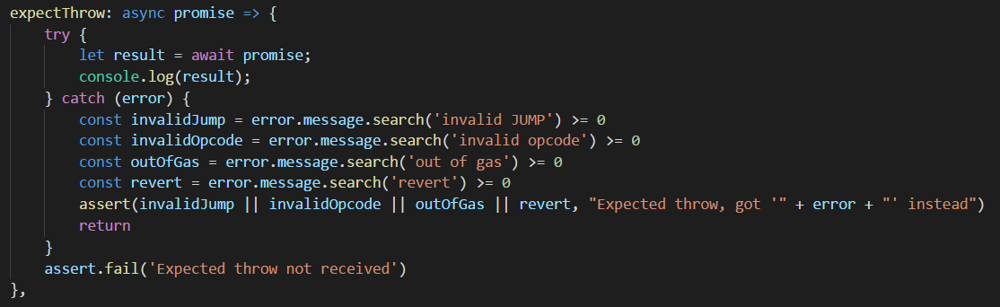 expectThrow: async promise => {
    try {
        let result = await promise;
        console.log(result);
    } catch (error) {
        const invalidJump = error.message.search('invalid JUMP') >= 0
        const invalidOpcode = error.message.search('invalid opcode') >= 0
        const outOfGas = error.message.search('out of gas') >= 0
        const revert = error.message.search('revert') >= 0
        assert(invalidJump || invalidOpcode || outOfGas || revert, "Expected throw, got '" + error + "' instead")
        return
    }
    assert.fail('Expected throw not received')
},